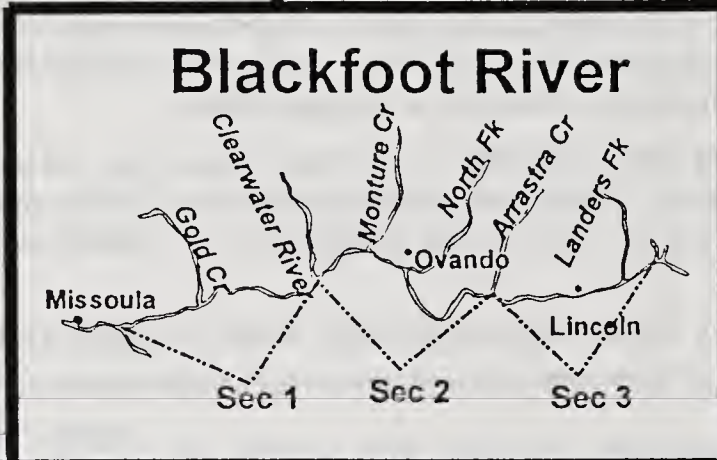 Blackfoot River
Clearwater River
Monture Cr
North Fk
Arrastra Cr
Landers Fk
Gold Cr
Ovando
Missoula
Lincoln
Sec 1
Sec 2
Sec 3